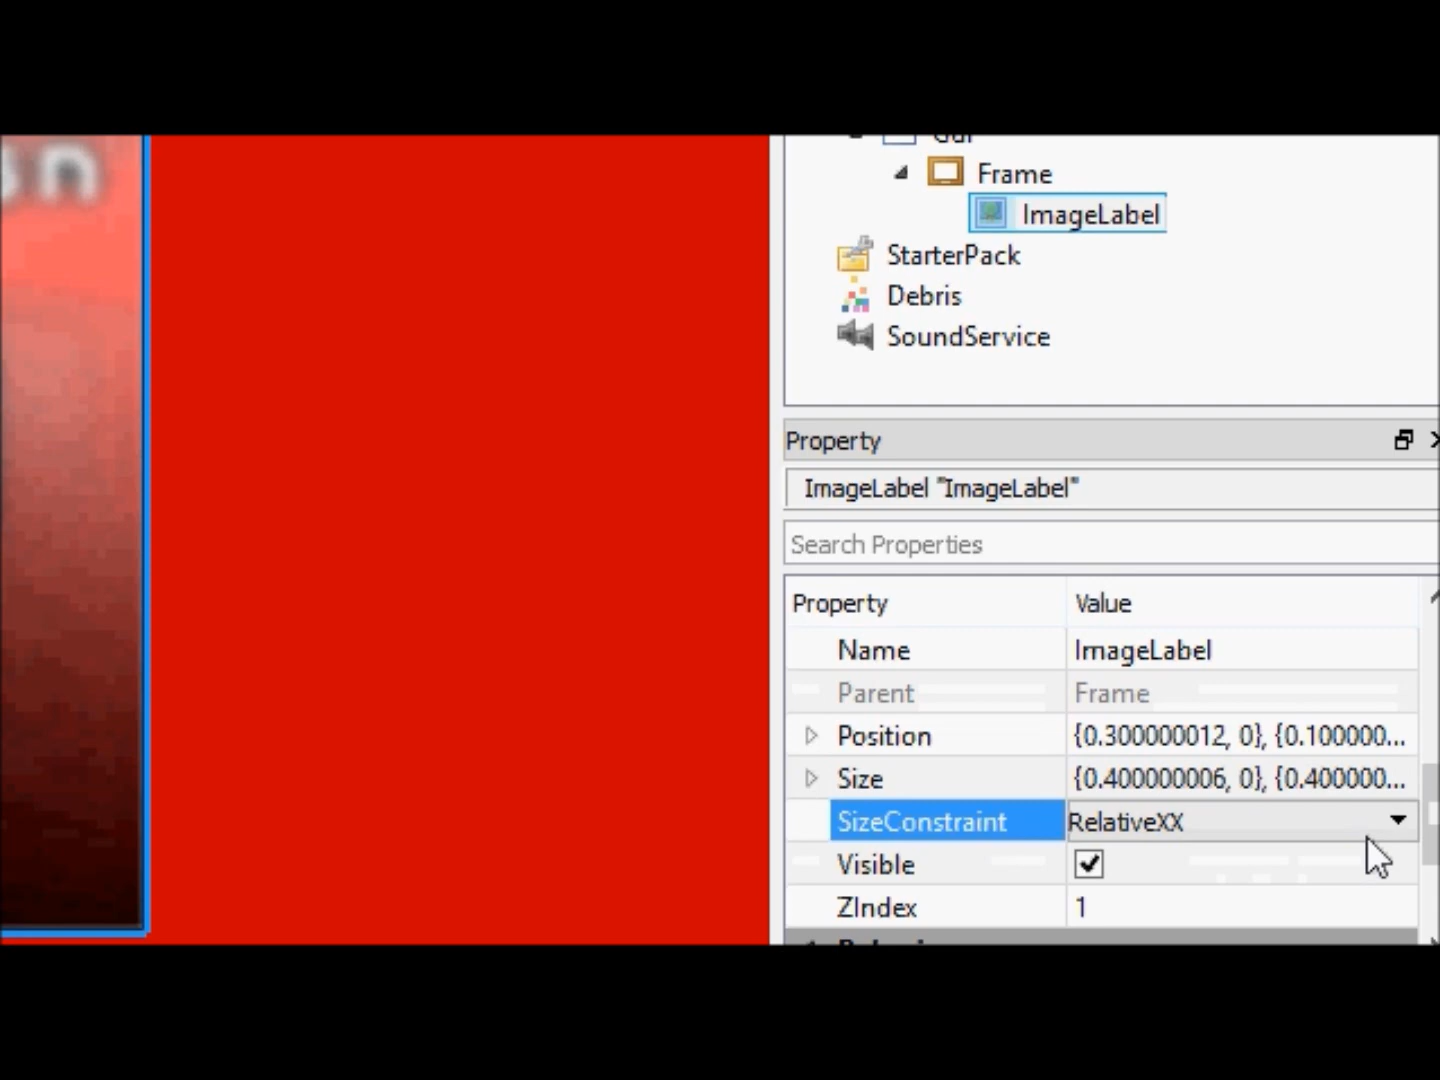 Gui
Frame
ImageLabel
StarterPack
Debris
SoundService
Property
ImageLabel "ImageLabel"
Search Properties
Property Value
Name ImageLabel
Parent Frame
Position {0.300000012, 0}, {0.100000...
Size {0.400000006, 0}, {0.400000...
SizeConstraint RelativeXX
Visible
ZIndex 1